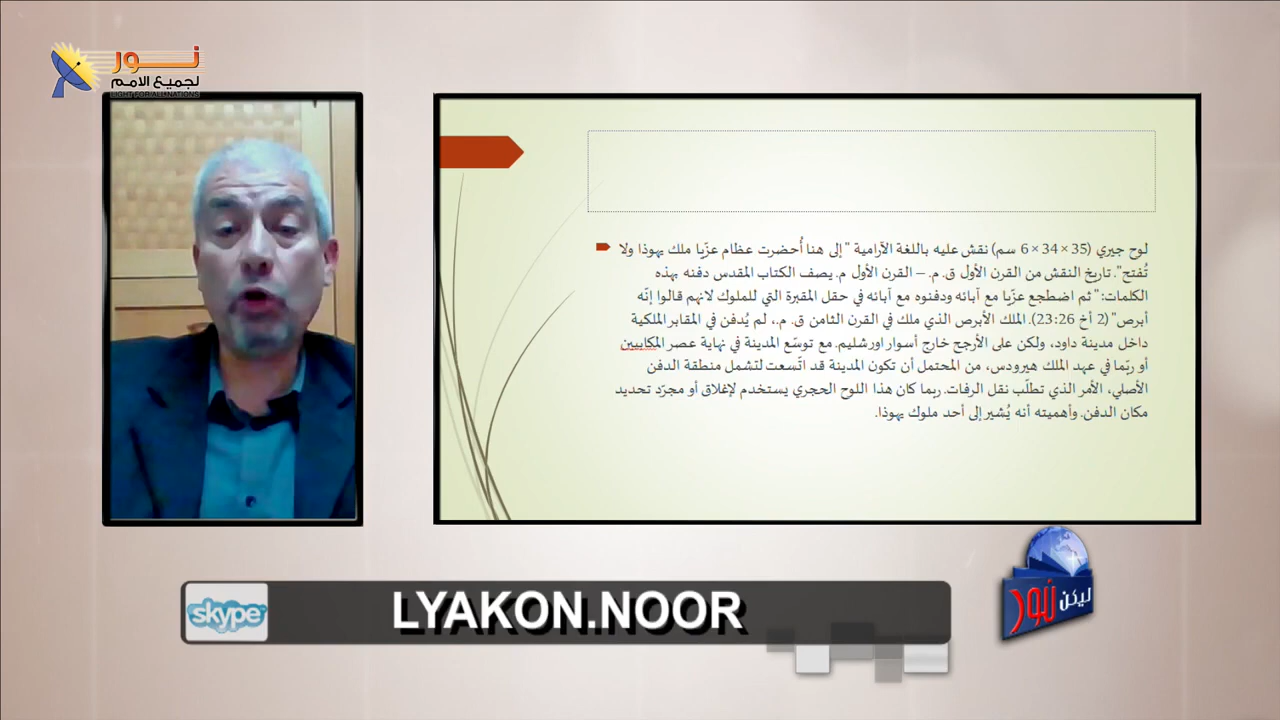 نور
لجميع الامم
LIGHT FOR ALL NATIONS
لوح جيري (35 × 34 × 6 سم) نقش عليه باللغة الآرامية "إلى هنا أُحضرت عظام عزّيا ملك يهوذا ولا
تُفتح". تاريخ النقش من القرن الأول ق. م. – القرن الأول م. يصف الكتاب المقدس دفنه بهذه
الكلمات: "ثم اضطجع عزّيا مع آبائه ودفنوه مع آبائه في حقل المقبرة التي للملوك لانهم قالوا إنّه
أبرص" (2 أخ 23:26). الملك الأبرص الذي ملك في القرن الثامن ق. م.، لم يُدفن في المقابر الملكية
داخل مدينة داود، ولكن على الأرجح خارج أسوار اورشليم. مع توسّع المدينة في نهاية عصر المكابيين
أو ربّما في عهد الملك هيرودس، من المحتمل أن تكون المدينة قد اتّسعت لتشمل منطقة الدفن
الأصلي، الأمر الذي تطلّب نقل الرفات. ربما كان هذا اللوح الحجري يستخدم لإغلاق أو مجرّد تحديد
مكان الدفن. وأهميته أنه يُشير إلى أحد ملوك يهوذا.
ليكن نور
skype
LYAKON.NOOR